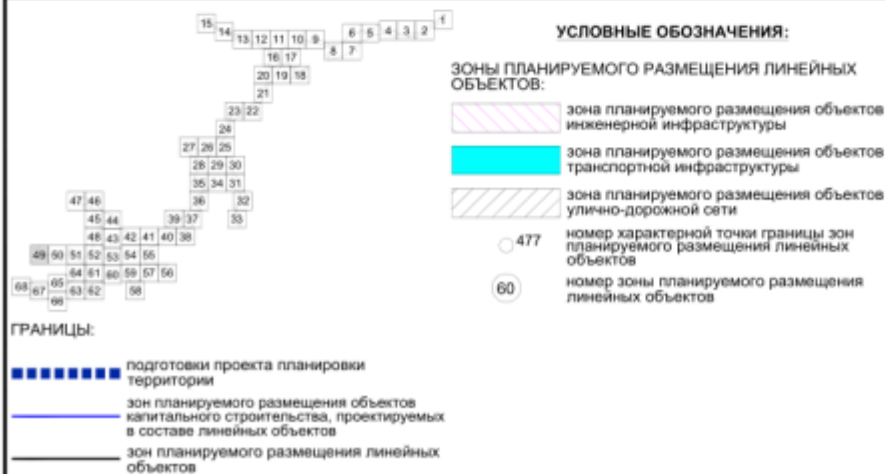 1
15
14 6 5 4 3 2
13 12 11 10 9
8 7
16 17
20 19 18
21
23 22
24
27 26 25
28 29 30
35 34 31
36 32
47 46
45 44 39 37 33
48 43 42 41 40 38
49 50 51 52 53 54 55
64 61 60 59 57 56
68 67 65 63 62 58
66
УСЛОВНЫЕ ОБОЗНАЧЕНИЯ:
ЗОНЫ ПЛАНИРУЕМОГО РАЗМЕЩЕНИЯ ЛИНЕЙНЫХ
ОБЪЕКТОВ:
зона планируемого размещения объектов
инженерной инфраструктуры
зона планируемого размещения объектов
транспортной инфраструктуры
зона планируемого размещения объектов
улично-дорожной сети
477 номер характерной точки границы зон
планируемого размещения линейных
объектов
60 номер зоны планируемого размещения
линейных объектов
ГРАНИЦЫ:
подготовки проекта планировки
территории
зон планируемого размещения объектов
капитального строительства, проектируемых
в составе линейных объектов
зон планируемого размещения линейных
объектов